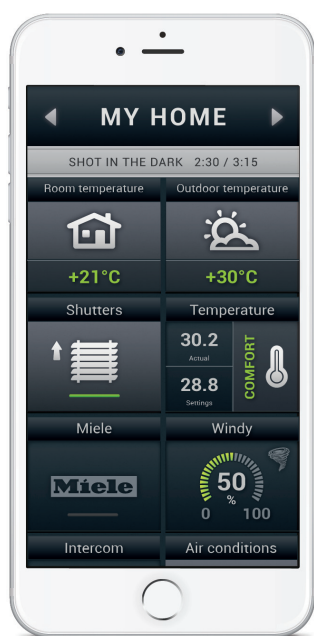 MY HOME
SHOT IN THE DARK 2:30 / 3:15
Room temperature
Outdoor temperature
+21°C
+30°C
Shutters
Temperature
30.2
Actual
28.8
Settings
COMFORT
Miele
Windy
Miele
50
%
0 100
Intercom
Air conditions